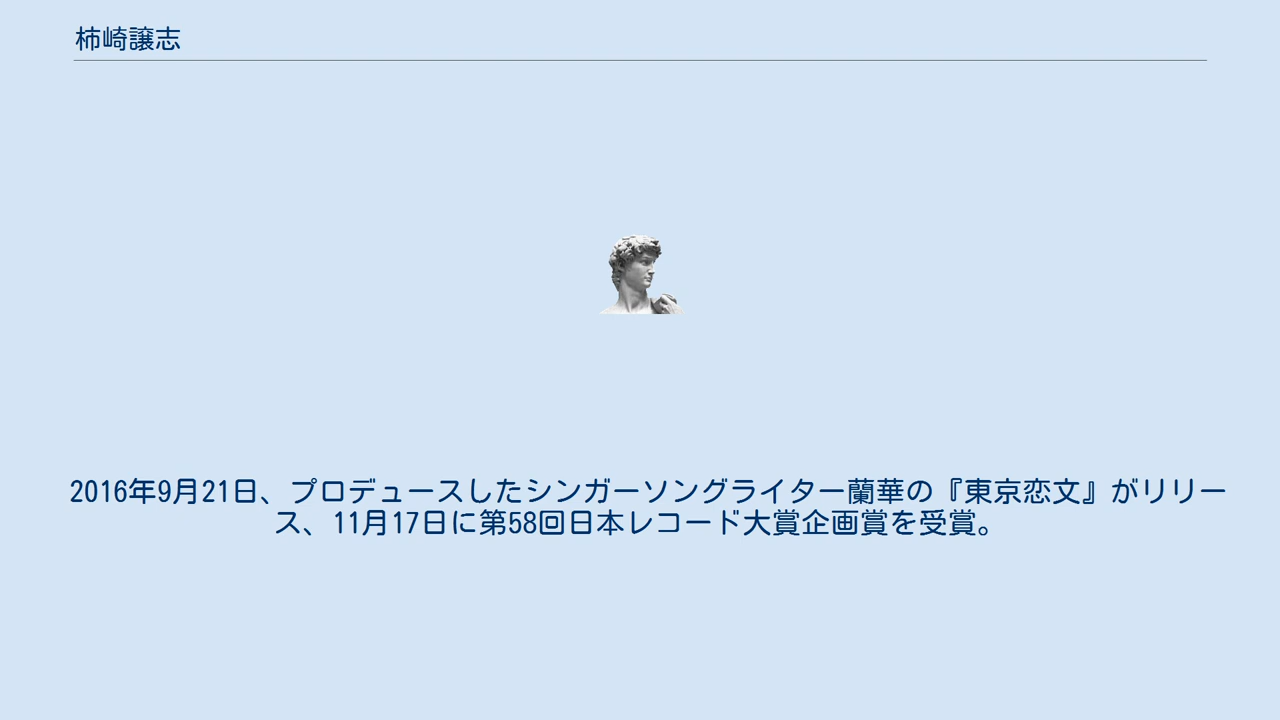 柿崎譲志
2016年9月21日、プロデュースしたシンガーソングライター蘭華の『東京恋文』がリリー
ス、11月17日に第58回日本レコード大賞企画賞を受賞。